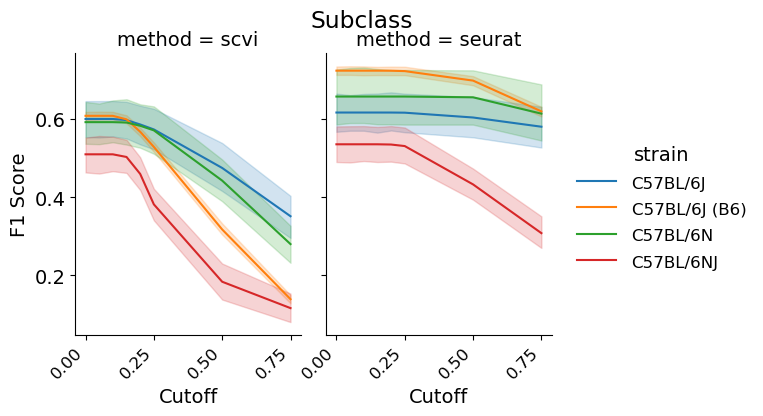 Subclass
method = scvi
method = seurat
F1 Score
0.6
0.4
0.2
0.00
0.25
0.50
0.75
Cutoff
0.00
0.25
0.50
0.75
Cutoff
strain
C57BL/6J
C57BL/6J (B6)
C57BL/6N
C57BL/6NJ